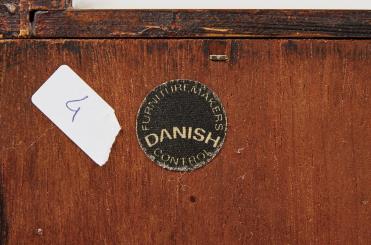 4
FURNITUREMAKERS
DANISH
CONTROL